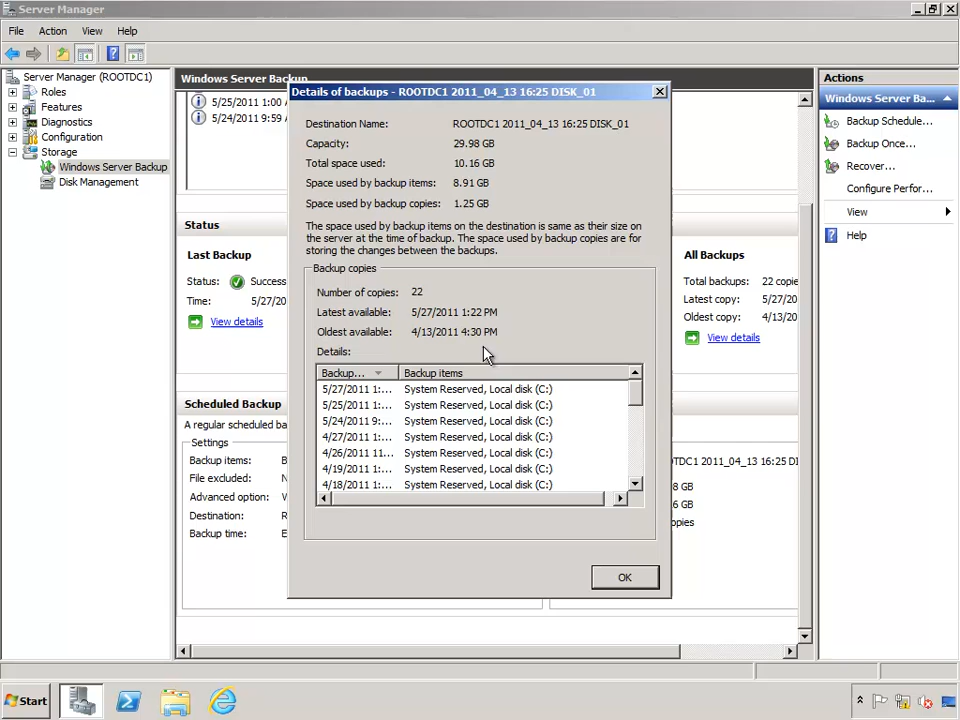 Server Manager
File Action View Help
Server Manager (ROOTDC1)
Roles
Features
Diagnostics
Configuration
Storage
Windows Server Backup
Disk Management
Windows Server Backup
5/25/2011 1:00
5/24/2011 9:59
Status
Last Backup
Status: Success
Time: 5/27/20
View details
Scheduled Backup
A regular scheduled ba
Settings
Backup items:
File excluded:
Advanced option:
Destination:
Backup time:
Details of backups - ROOTDC1 2011_04_13 16:25 DISK_01
Destination Name: ROOTDC1 2011_04_13 16:25 DISK_01
Capacity: 29.98 GB
Total space used: 10.16 GB
Space used by backup items: 8.91 GB
Space used by backup copies: 1.25 GB
The space used by backup items on the destination is same as their size on
the server at the time of backup. The space used by backup copies are for
storing the changes between the backups.
Backup copies
Number of copies: 22
Latest available: 5/27/2011 1:22 PM
Oldest available: 4/13/2011 4:30 PM
Details:
Backup... Backup items
5/27/2011 1:... System Reserved, Local disk (C:)
5/25/2011 1:... System Reserved, Local disk (C:)
5/24/2011 9:... System Reserved, Local disk (C:)
4/27/2011 1:... System Reserved, Local disk (C:)
4/26/2011 11... System Reserved, Local disk (C:)
4/19/2011 1:... System Reserved, Local disk (C:)
4/18/2011 1:... System Reserved, Local disk (C:)
OK
All Backups
Total backups: 22 copie
Latest copy: 5/27/20
Oldest copy: 4/13/20
View details
TDC1 2011_04_13 16:25 DI
8 GB
6 GB
copies
Actions
Windows Server Ba...
Backup Schedule...
Backup Once...
Recover...
Configure Perfor...
View
Help
Start